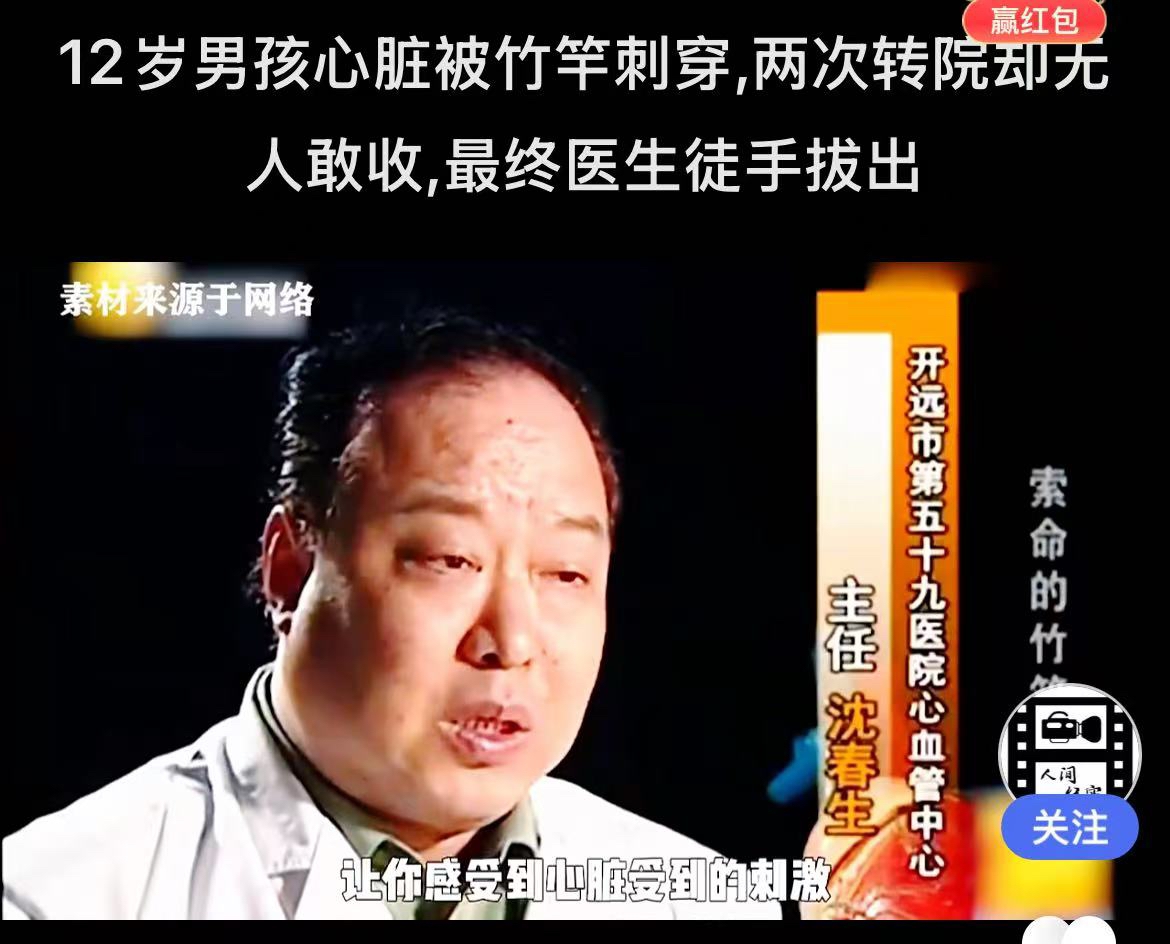 赢红包
12岁男孩心脏被竹竿刺穿,两次转院却无
人敢收,最终医生徒手拔出
素材来源于网络
开远市第五十九医院心血管中心
主任 沈春生
索命的竹
人间
关注
让你感受到心脏受到的刺激